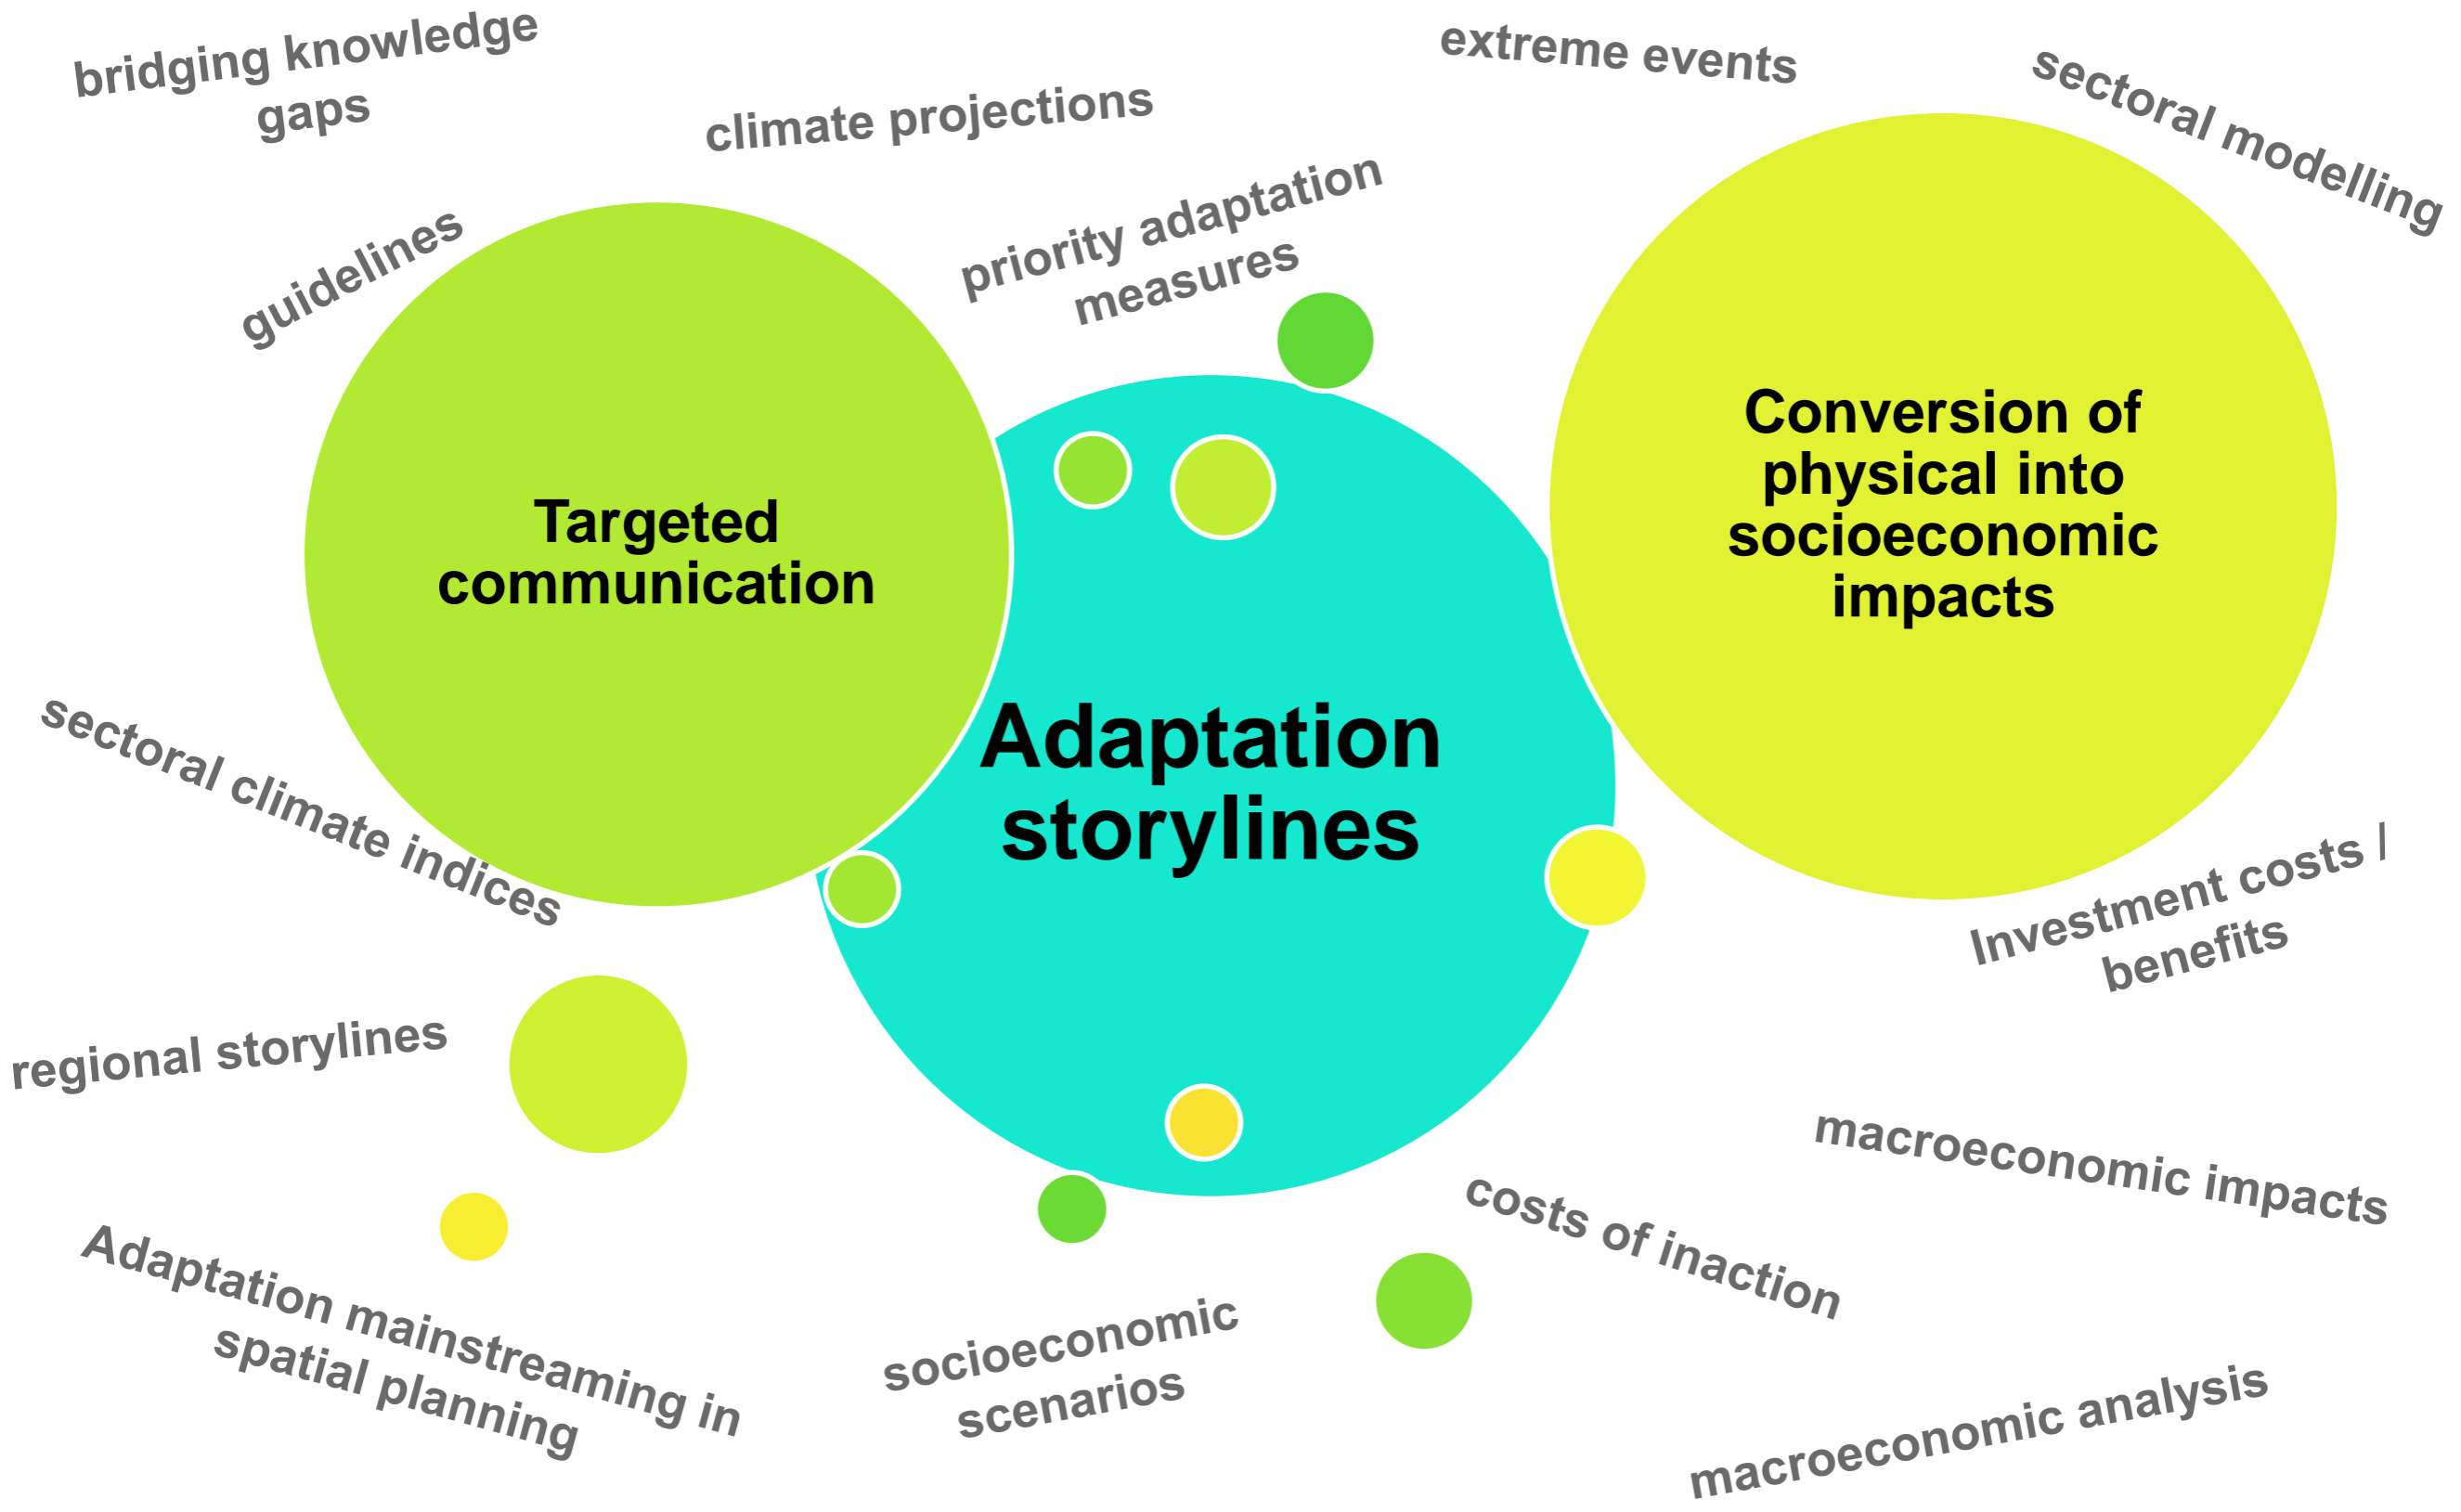 bridging knowledge
gaps
climate projections
extreme events
sectoral modelling
guidelines
priority adaptation
measures
Targeted
communication
Conversion of
physical into
socioeconomic
impacts
Adaptation
storylines
sectoral climate indices
Investment costs /
benefits
regional storylines
macroeconomic impacts
costs of inaction
Adaptation mainstreaming in
spatial planning
socioeconomic
scenarios
macroeconomic analysis